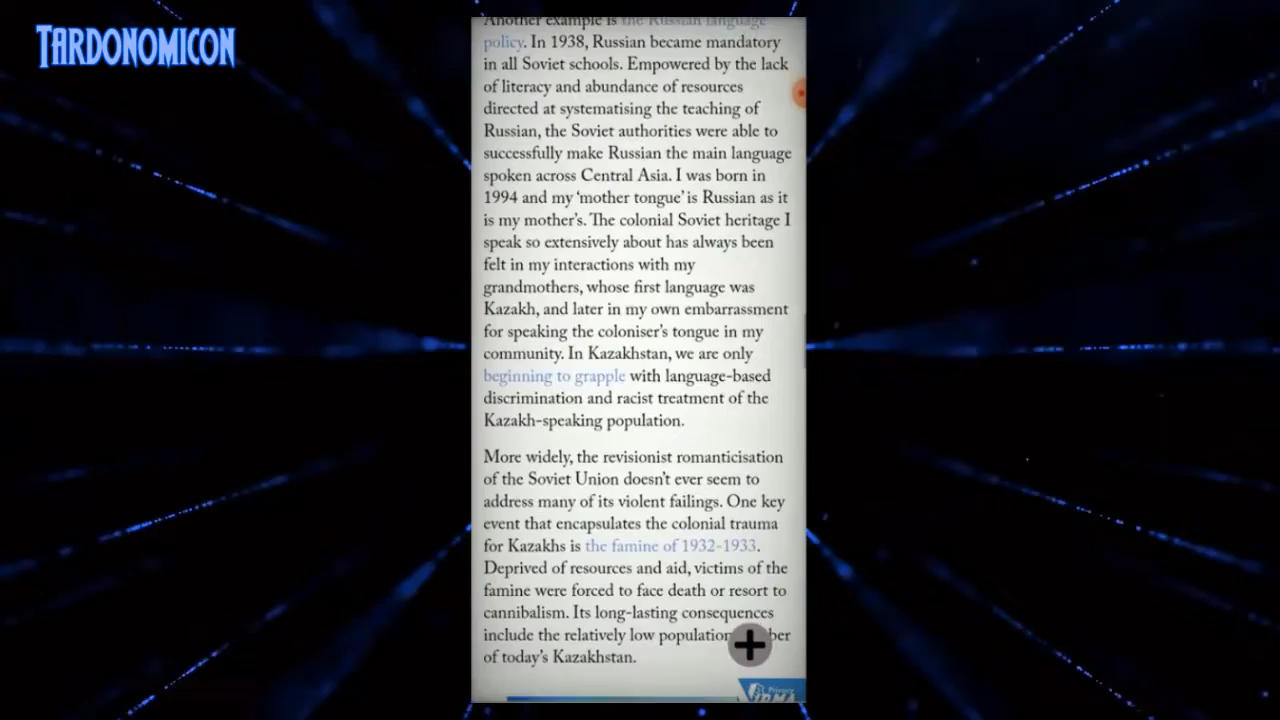 TARDONOMICON
Another example is the Russian language
policy. In 1938, Russian became mandatory
in all Soviet schools. Empowered by the lack
of literacy and abundance of resources
directed at systematising the teaching of
Russian, the Soviet authorities were able to
successfully make Russian the main language
spoken across Central Asia. I was born in
1994 and my ‘mother tongue’ is Russian as it
is my mother’s. The colonial Soviet heritage I
speak so extensively about has always been
felt in my interactions with my
grandmothers, whose first language was
Kazakh, and later in my own embarrassment
for speaking the coloniser’s tongue in my
community. In Kazakhstan, we are only
beginning to grapple with language-based
discrimination and racist treatment of the
Kazakh-speaking population.
More widely, the revisionist romanticisation
of the Soviet Union doesn’t ever seem to
address many of its violent failings. One key
event that encapsulates the colonial trauma
for Kazakhs is the famine of 1932-1933.
Deprived of resources and aid, victims of the
famine were forced to face death or resort to
cannibalism. Its long-lasting consequences
include the relatively low population
of today’s Kazakhstan.
Privacy